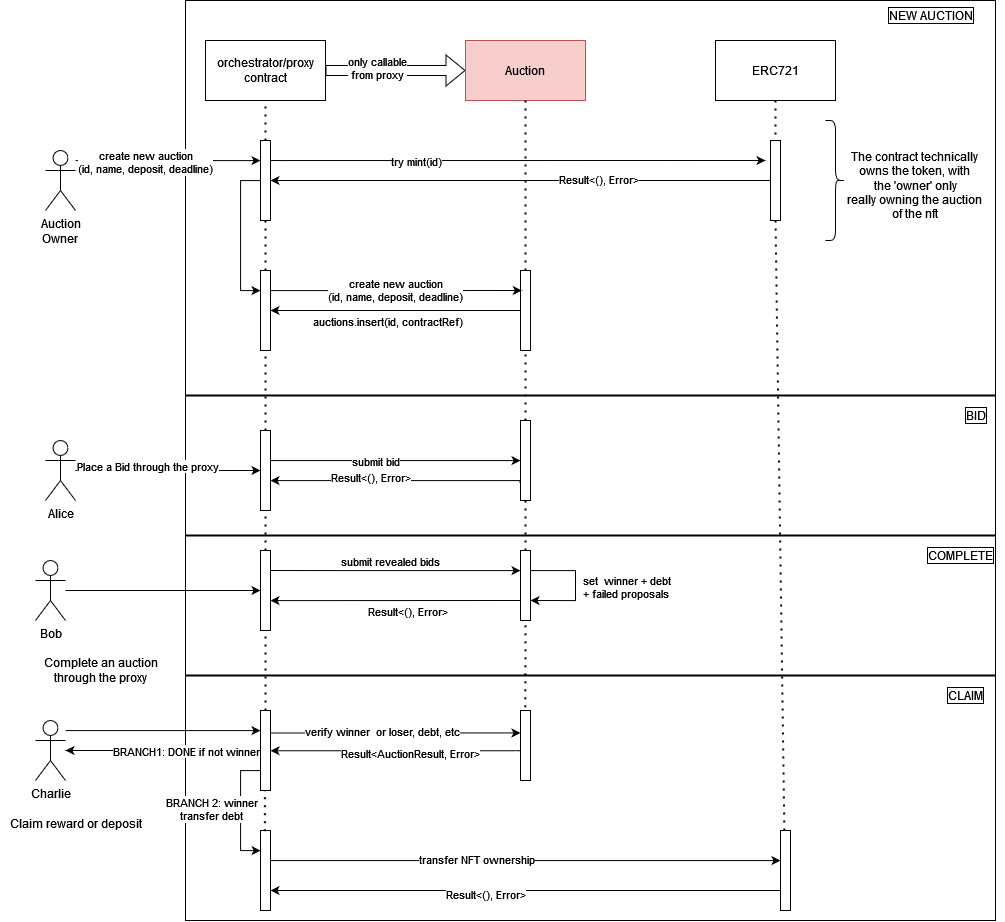 NEW AUCTION
orchestrator/proxy
contract
only callable
from proxy
Auction
ERC721
create new auction
(id, name, deposit, deadline)
try mint(id)
Result<(), Error>
The contract technically
owns the token, with
the 'owner' only
really owning the auction
of the nft
Auction
Owner
create new auction
(id, name, deposit, deadline)
auctions.insert(id, contractRef)
BID
Place a Bid through the proxy
submit bid
Result<(), Error>
Alice
COMPLETE
submit revealed bids
set winner + debt
+ failed proposals
Result<(), Error>
Bob
Complete an auction
through the proxy
CLAIM
verify winner or loser, debt, etc
BRANCH1: DONE if not winner
Result<AuctionResult, Error>
Charlie
BRANCH 2: winner
transfer debt
Claim reward or deposit
transfer NFT ownership
Result<(), Error>